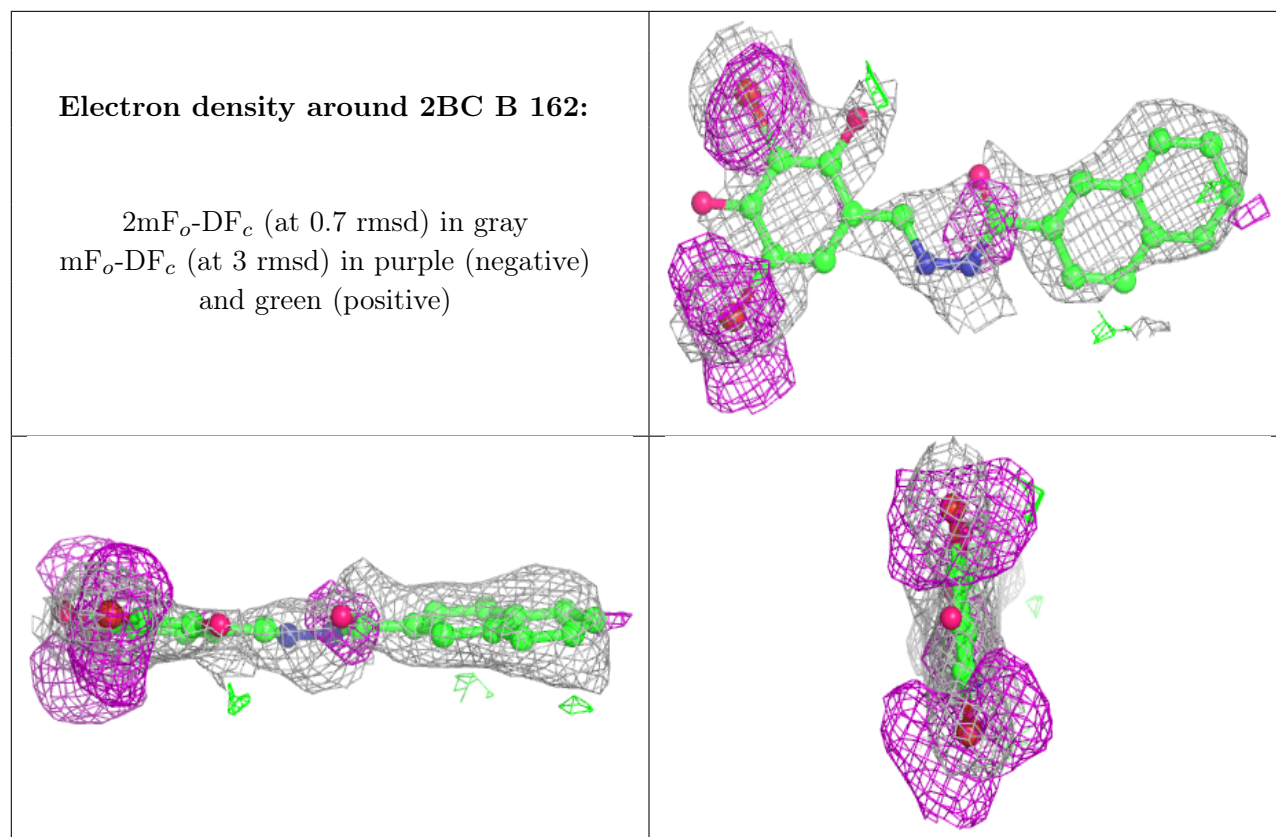 Electron density around 2BC B 162:
2mFo-DFc (at 0.7 rmsd) in gray
mFo-DFc (at 3 rmsd) in purple (negative)
and green (positive)